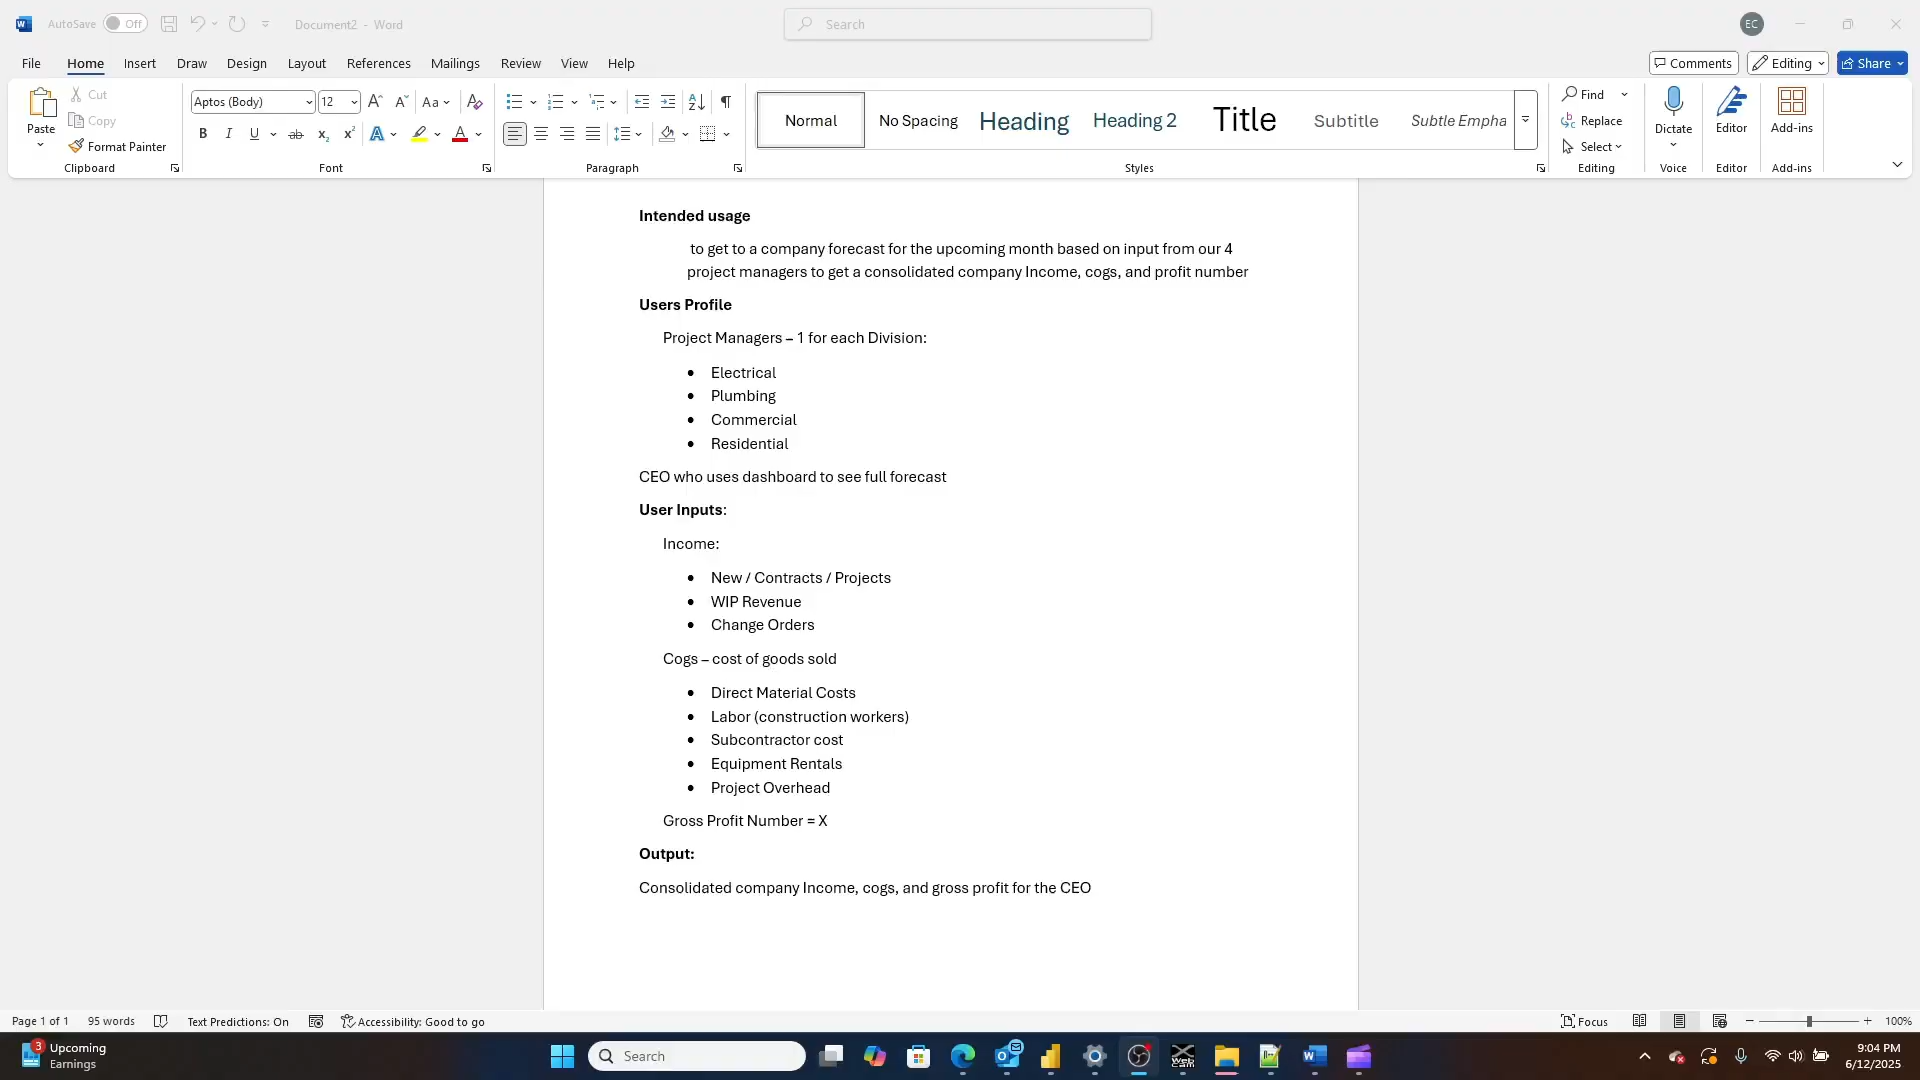 AutoSave Off Document2 - Word Search EC
File Home Insert Draw Design Layout References Mailings Review View Help Comments Editing Share
Paste Cut Copy Format Painter Clipboard
Aptos (Body) 12 Font
Paragraph
Normal No Spacing Heading Heading 2 Title Subtitle Subtle Empha Styles
Find Replace Select Editing
Dictate Voice Editor Editor Add-ins Add-ins
Intended usage
to get to a company forecast for the upcoming month based on input from our 4
project managers to get a consolidated company Income, cogs, and profit number
Users Profile
Project Managers – 1 for each Division:
• Electrical
• Plumbing
• Commercial
• Residential
CEO who uses dashboard to see full forecast
User Inputs:
Income:
• New / Contracts / Projects
• WIP Revenue
• Change Orders
Cogs – cost of goods sold
• Direct Material Costs
• Labor (construction workers)
• Subcontractor cost
• Equipment Rentals
• Project Overhead
Gross Profit Number = X
Output:
Consolidated company Income, cogs, and gross profit for the CEO
Page 1 of 1 95 words Text Predictions: On Accessibility: Good to go Focus 100%
3 Upcoming Earnings Search 9:04 PM
6/12/2025